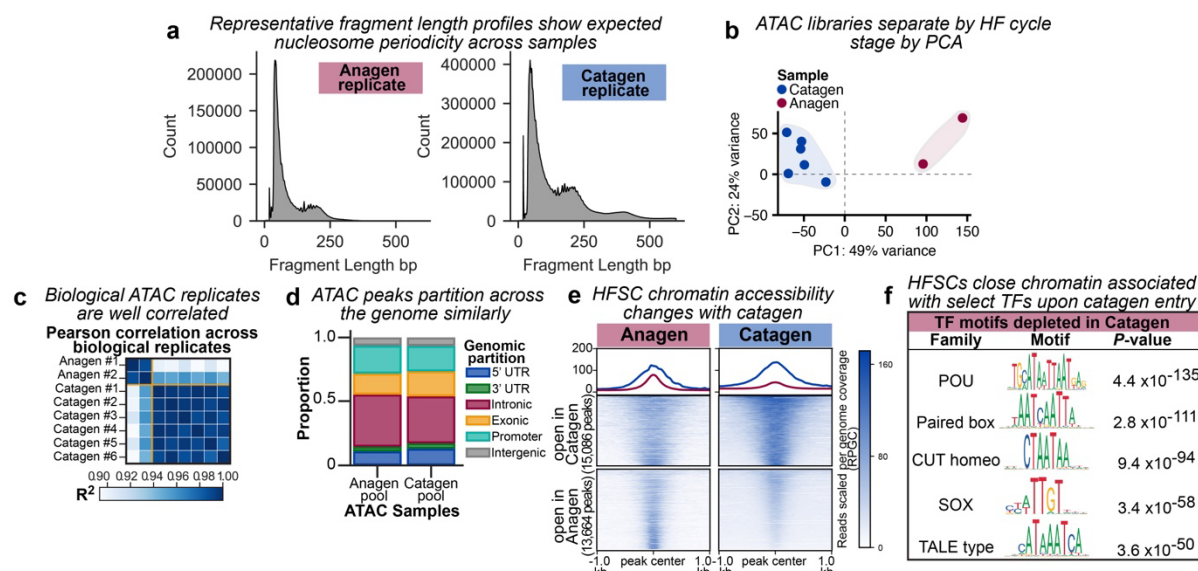 a
Representative fragment length profiles show expected
nucleosome periodicity across samples
200000
150000
100000
50000
0
Count
Anagen
replicate
0
250
500
Fragment Length bp
400000
300000
200000
100000
0
Count
Catagen
replicate
0
250
500
Fragment Length bp
b
ATAC libraries separate by HF cycle
stage by PCA
Sample
Catagen
Anagen
PC2: 24% variance
50
0
−50
−50
0
50
100
150
PC1: 49% variance
c
Biological ATAC replicates
are well correlated
Pearson correlation across
biological replicates
Anagen #1
Anagen #2
Catagen #1
Catagen #2
Catagen #3
Catagen #4
Catagen #5
Catagen #6
0.90 0.92 0.94 0.96 0.98 1.00
R2
d
ATAC peaks partition across
the genome similarly
Proportion
1.0
0.5
0
Anagen
pool
Catagen
pool
ATAC Samples
Genomic
partition
5' UTR
3' UTR
Intronic
Exonic
Promoter
Intergenic
e
HFSC chromatin accessibility
changes with catagen
Anagen
Catagen
200
100
0
open in
Catagen
(15,086 peaks)
open in
Anagen
(13,664 peaks)
-1.0
kb
peak center
1.0
kb
-1.0
kb
peak center
1.0
kb
160
80
0
Reads scaled per genome coverage
(RPGC)
f
HFSCs close chromatin associated
with select TFs upon catagen entry
TF motifs depleted in Catagen
Family Motif P-value
POU 4.4 x10-135
Paired box 2.8 x10-111
CUT homeo 9.4 x10-94
SOX 3.4 x10-58
TALE type 3.6 x10-50